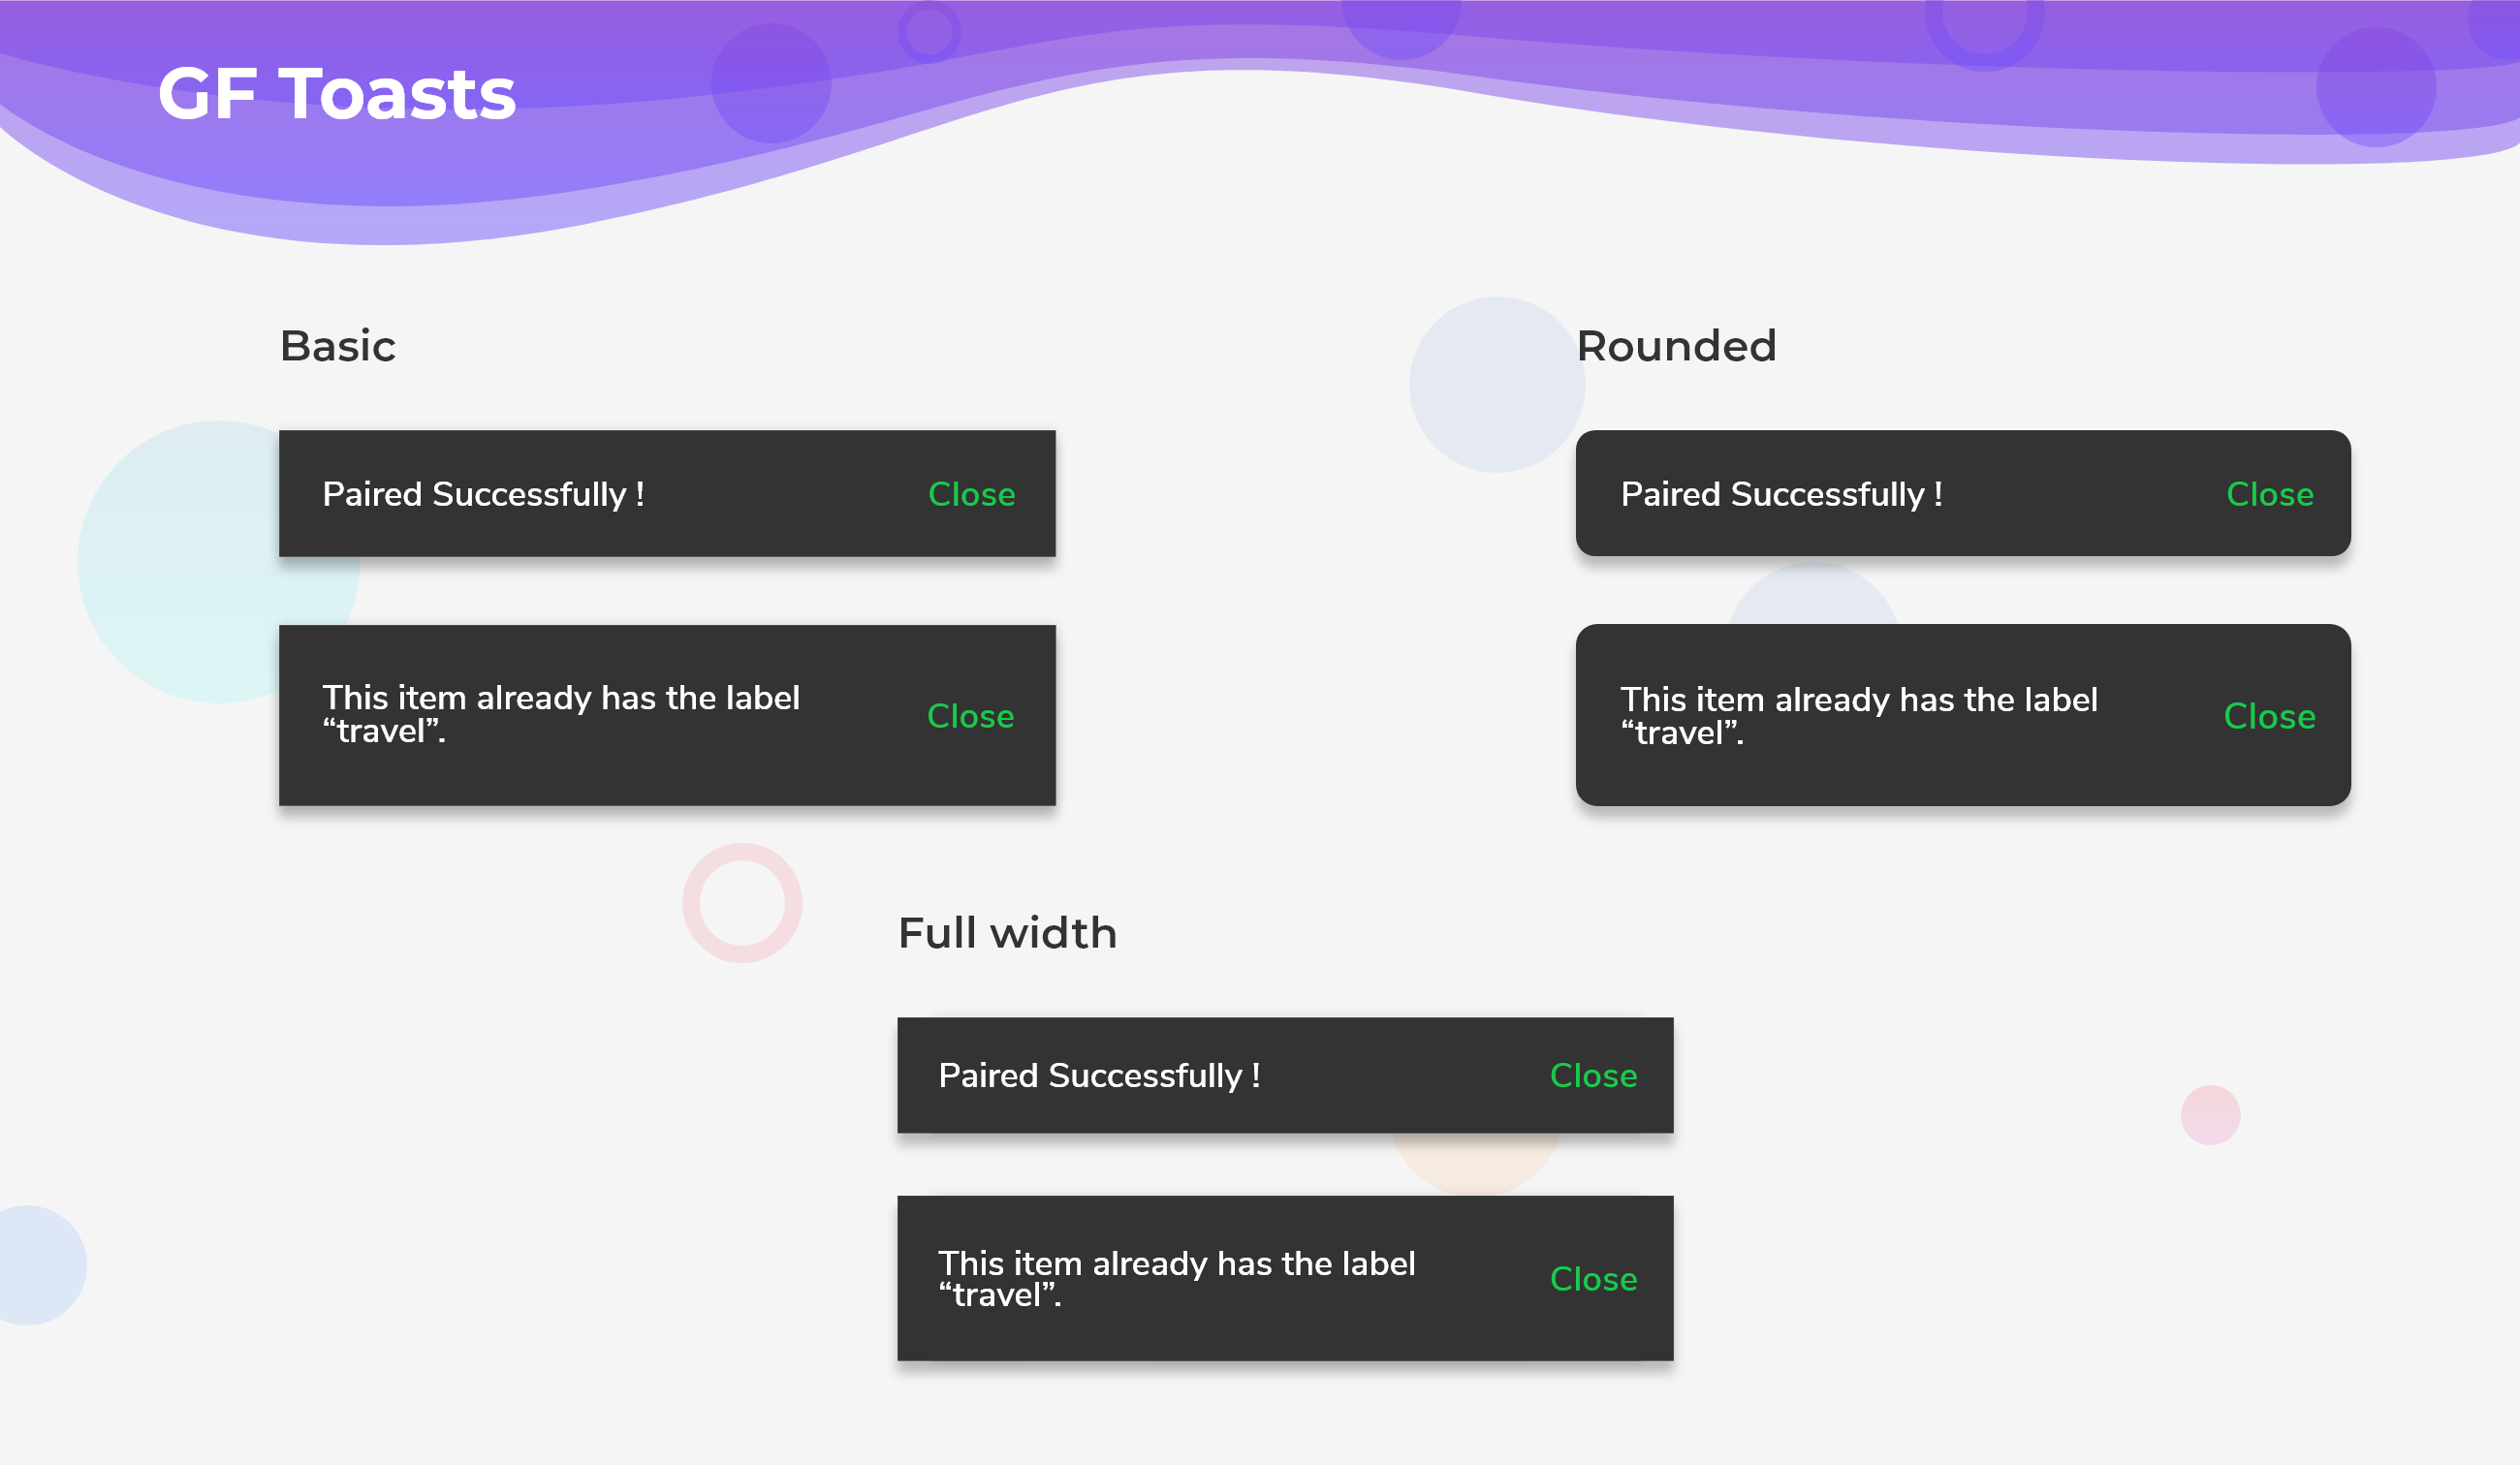 GF Toasts
Basic
Paired Successfully !
Close
This item already has the label
“travel”.
Close
Rounded
Paired Successfully !
Close
This item already has the label
“travel”.
Close
Full width
Paired Successfully !
Close
This item already has the label
“travel”.
Close